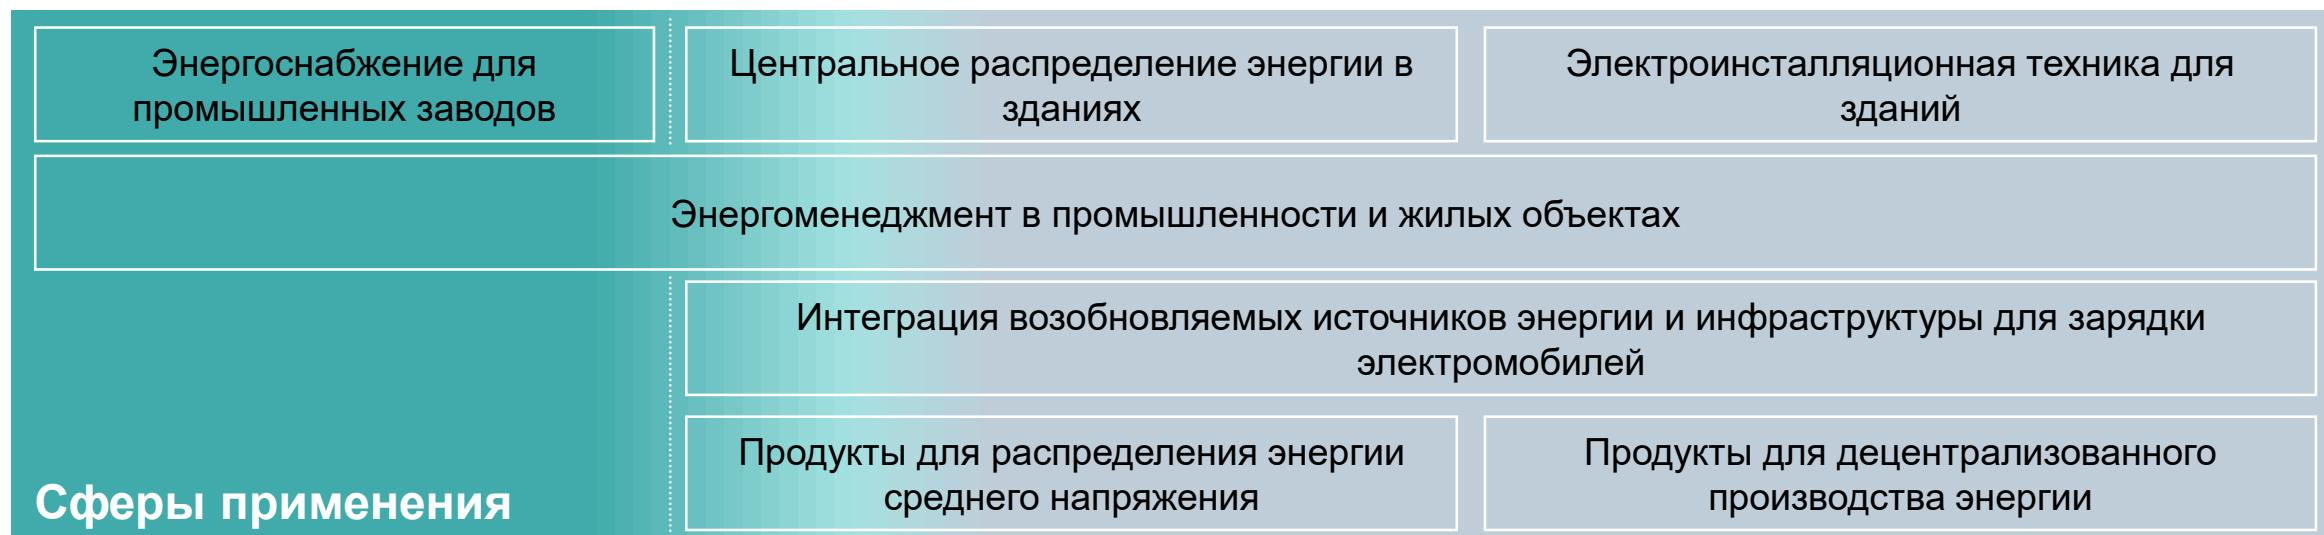 Энергоснабжение для
промышленных заводов
Центральное распределение энергии в
зданиях
Электроинсталляционная техника для
зданий
Энергоменеджмент в промышленности и жилых объектах
Интеграция возобновляемых источников энергии и инфраструктуры для зарядки
электромобилей
Продукты для распределения энергии
среднего напряжения
Продукты для децентрализованного
производства энергии
Сферы применения